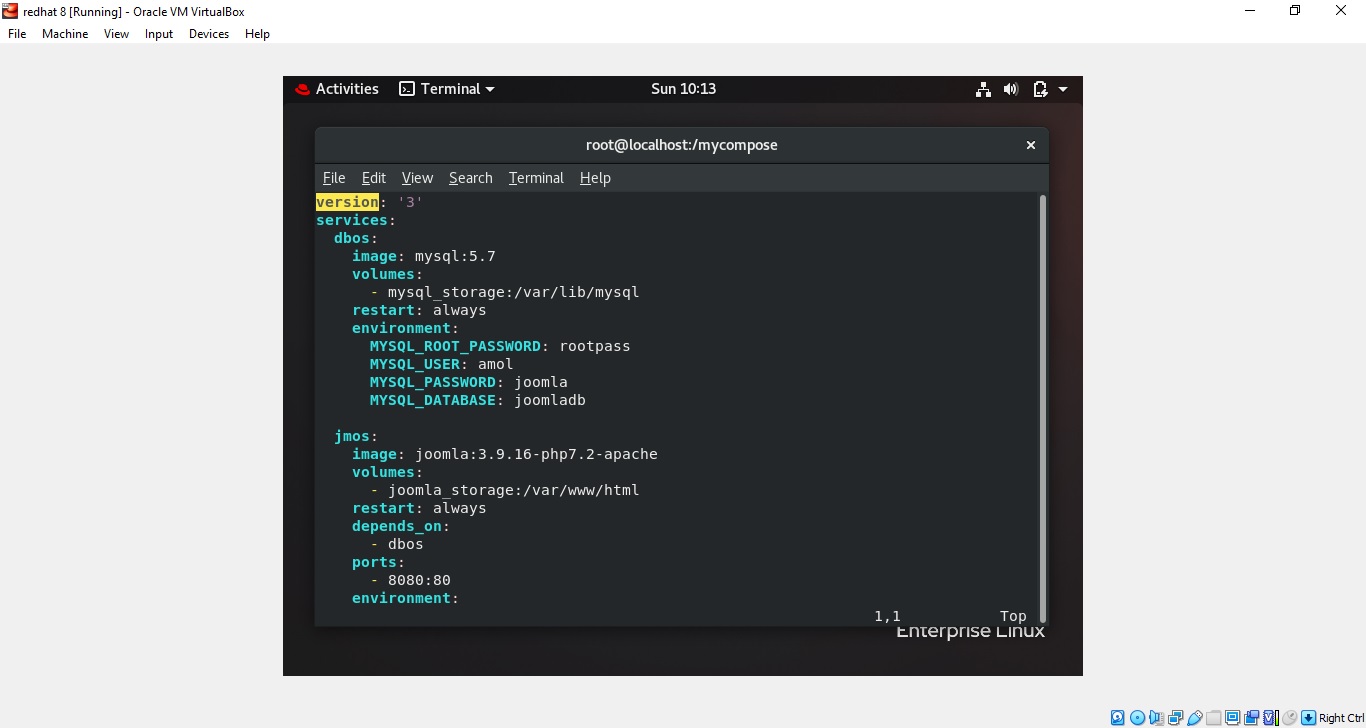 redhat 8 [Running] - Oracle VM VirtualBox
File Machine View Input Devices Help
Activities Terminal Sun 10:13
root@localhost:/mycompose
File Edit View Search Terminal Help
version: '3'
services:
  dbos:
    image: mysql:5.7
    volumes:
      - mysql_storage:/var/lib/mysql
    restart: always
    environment:
      MYSQL_ROOT_PASSWORD: rootpass
      MYSQL_USER: amol
      MYSQL_PASSWORD: joomla
      MYSQL_DATABASE: joomladb
  jmos:
    image: joomla:3.9.16-php7.2-apache
    volumes:
      - joomla_storage:/var/www/html
    restart: always
    depends_on:
      - dbos
    ports:
      - 8080:80
    environment:
1,1 Top
Enterprise Linux
Right Ctrl